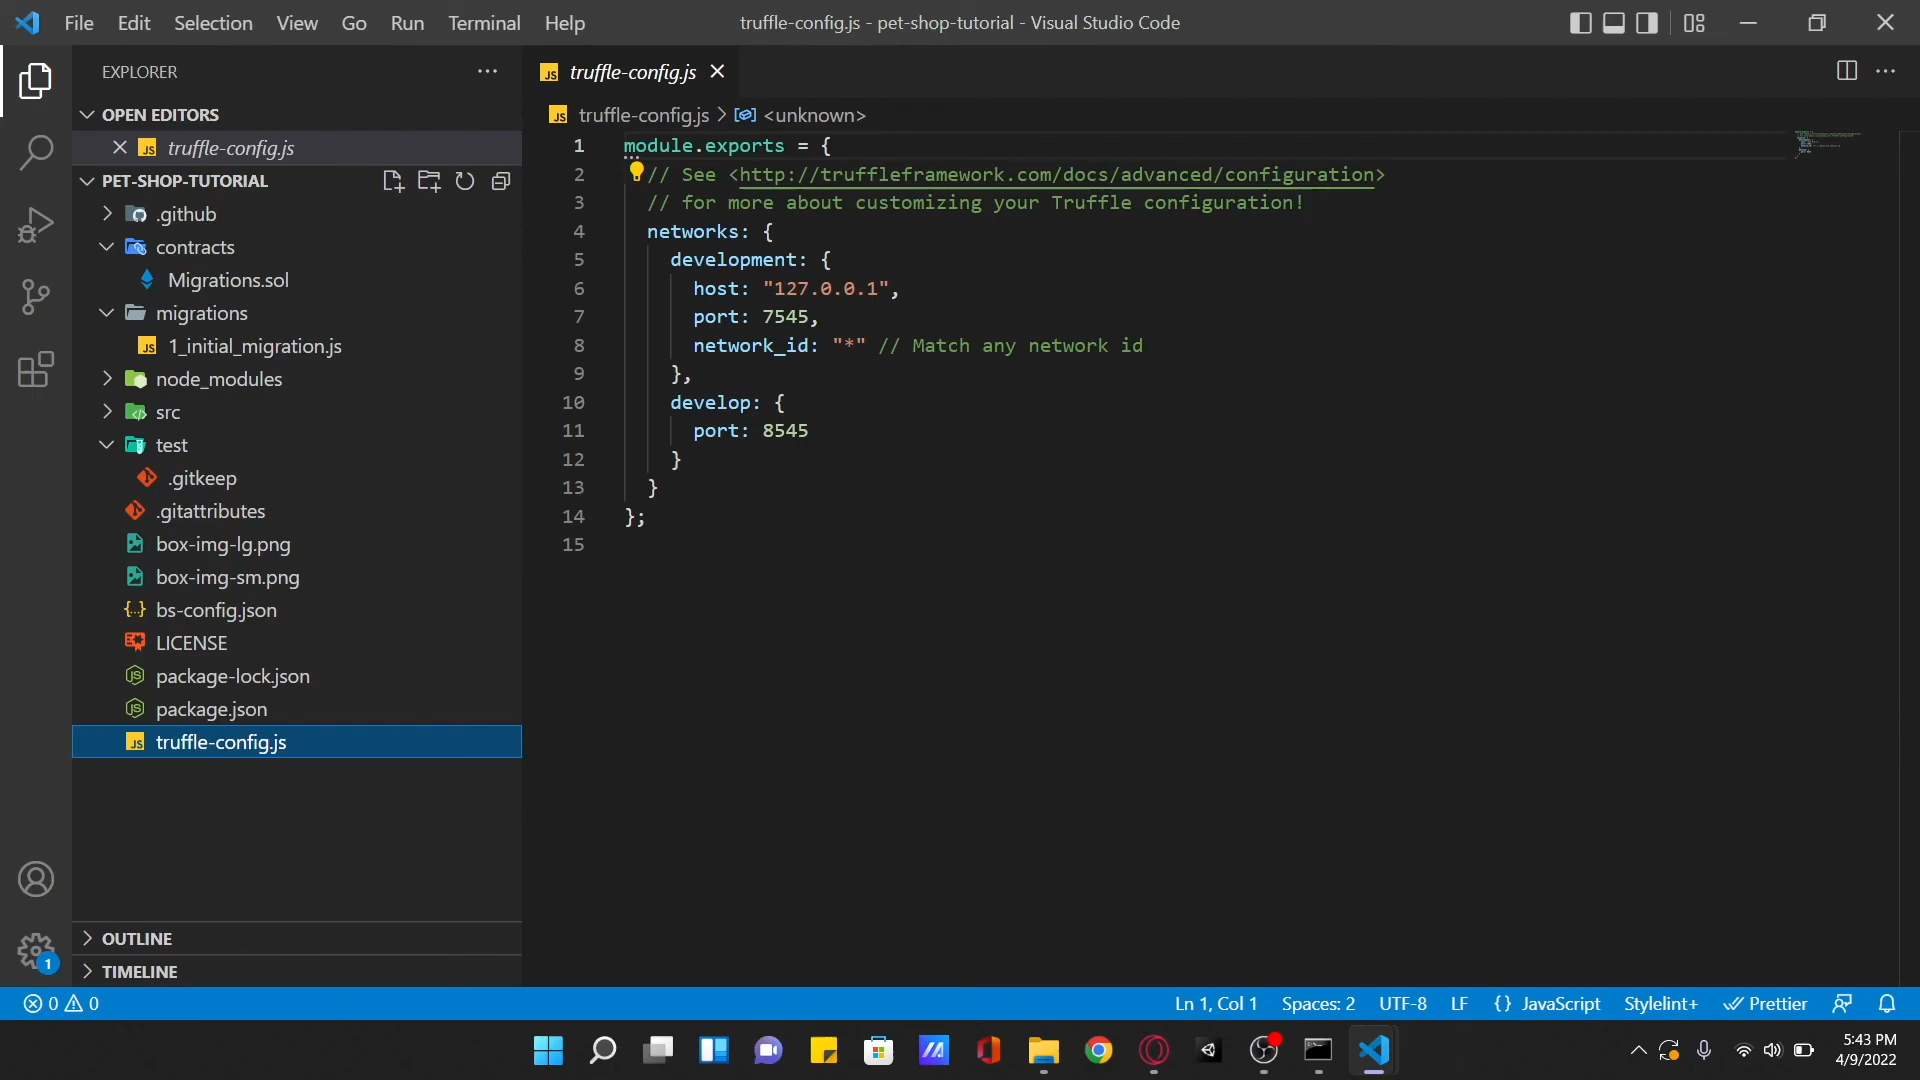 File Edit Selection View Go Run Terminal Help
truffle-config.js - pet-shop-tutorial - Visual Studio Code
EXPLORER
OPEN EDITORS
truffle-config.js
PET-SHOP-TUTORIAL
.github
contracts
Migrations.sol
migrations
1_initial_migration.js
node_modules
src
test
.gitkeep
.gitattributes
box-img-lg.png
box-img-sm.png
bs-config.json
LICENSE
package-lock.json
package.json
truffle-config.js
OUTLINE
TIMELINE
1
truffle-config.js
truffle-config.js > <unknown>
1 module.exports = {
2 // See <http://truffleframework.com/docs/advanced/configuration>
3 // for more about customizing your Truffle configuration!
4 networks: {
5 development: {
6 host: "127.0.0.1",
7 port: 7545,
8 network_id: "*" // Match any network id
9 },
10 develop: {
11 port: 8545
12 }
13 }
14 };
15
0 0
Ln 1, Col 1 Spaces: 2 UTF-8 LF {} JavaScript Stylelint+ Prettier
5:43 PM
4/9/2022